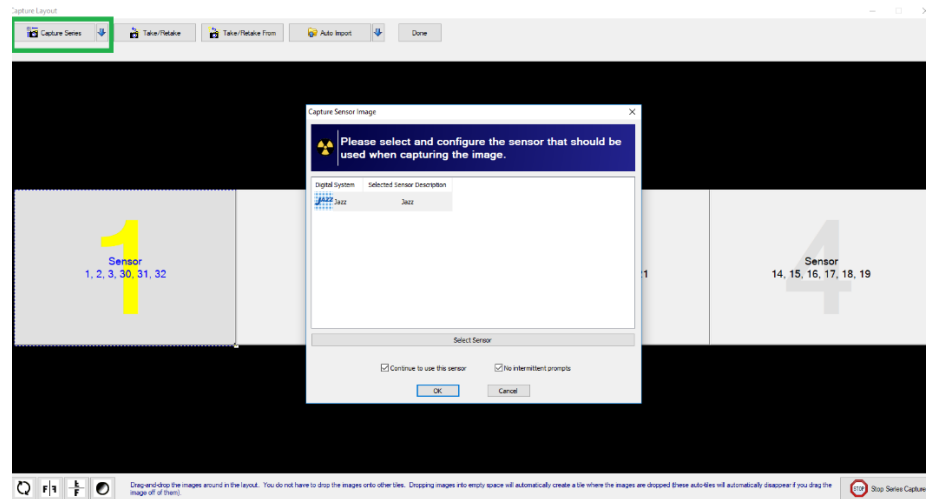 Capture Layout
Capture Series
Take/Retake
Take/Retake From
Auto Import
Done
Capture Sensor Image
Please select and configure the sensor that should be
used when capturing the image.
Digital System Selected Sensor Description
JAZZ Jazz Jazz
1
Sensor
1, 2, 3, 30, 31, 32
4
Sensor
14, 15, 16, 17, 18, 19
Select Sensor
Continue to use this sensor
No intermittent prompts
OK
Cancel
Drag-and-drop the images around in the layout. You do not have to drop the images onto other tiles. Dropping images into empty space will automatically create a tile where the images are dropped (these auto-tiles will automatically disappear if you drag the
image off of them).
STOP
Stop Series Capture